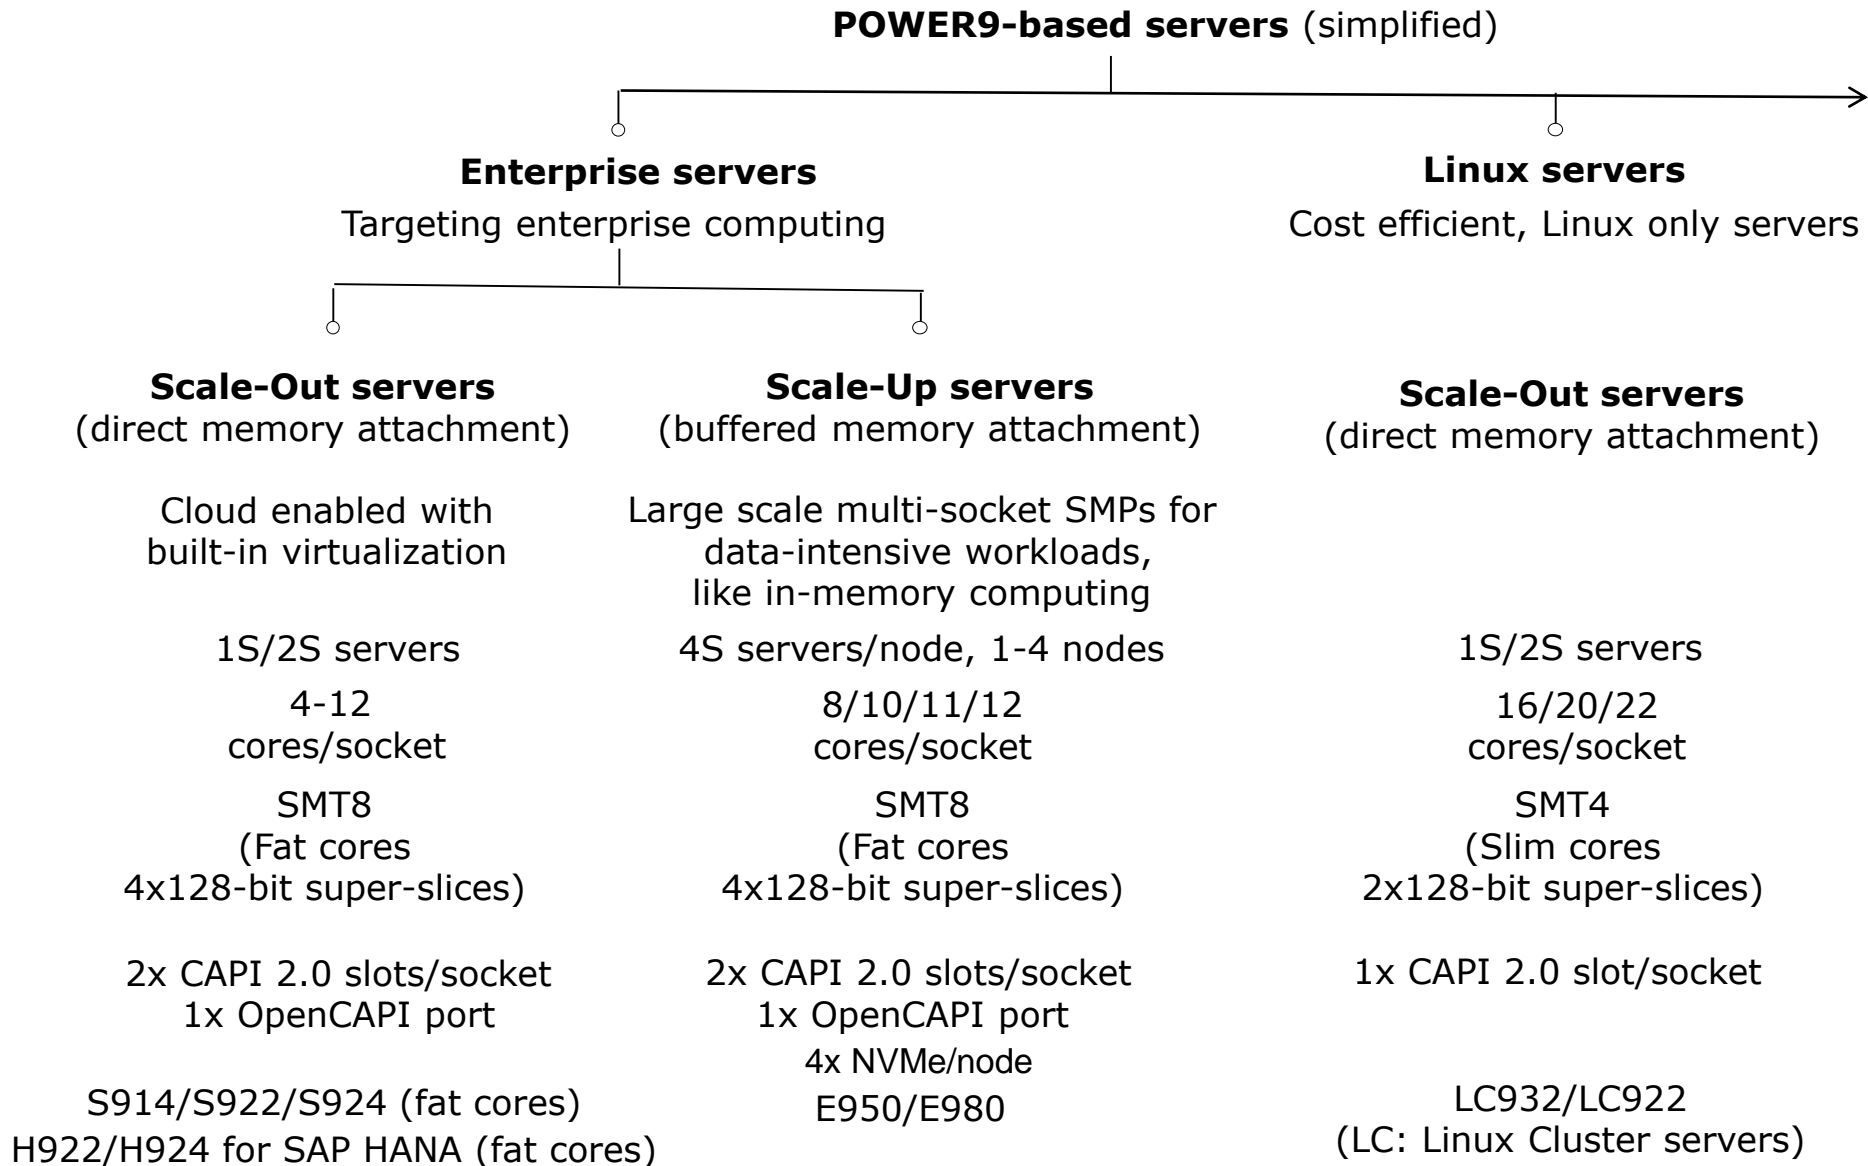 POWER9-based servers (simplified)
Enterprise servers
Targeting enterprise computing
Linux servers
Cost efficient, Linux only servers
Scale-Out servers
(direct memory attachment)
Cloud enabled with
built-in virtualization
1S/2S servers
4-12
cores/socket
SMT8
(Fat cores
4x128-bit super-slices)
2x CAPI 2.0 slots/socket
1x OpenCAPI port
S914/S922/S924 (fat cores)
H922/H924 for SAP HANA (fat cores)
Scale-Up servers
(buffered memory attachment)
Large scale multi-socket SMPs for
data-intensive workloads,
like in-memory computing
4S servers/node, 1-4 nodes
8/10/11/12
cores/socket
SMT8
(Fat cores
4x128-bit super-slices)
2x CAPI 2.0 slots/socket
1x OpenCAPI port
4x NVMe/node
E950/E980
Scale-Out servers
(direct memory attachment)
1S/2S servers
16/20/22
cores/socket
SMT4
(Slim cores
2x128-bit super-slices)
1x CAPI 2.0 slot/socket
LC932/LC922
(LC: Linux Cluster servers)